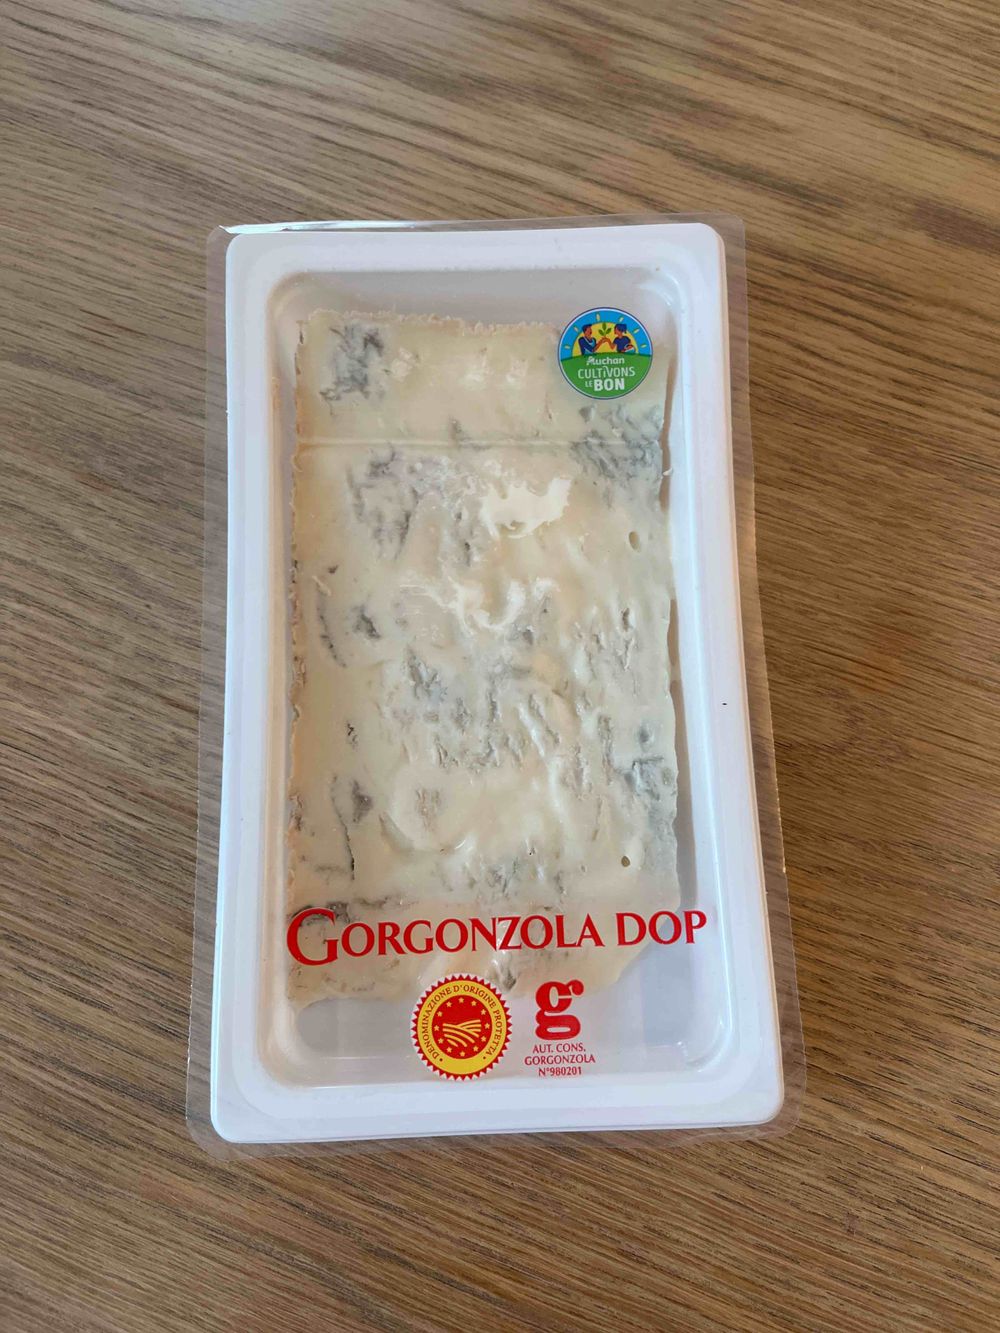 Auchan
CULTiVONS
LE BON
GORGONZOLA DOP
DENOMINAZIONE D'ORIGINE PROTETTA
g
AUT. CONS.
GORGONZOLA
N°980201